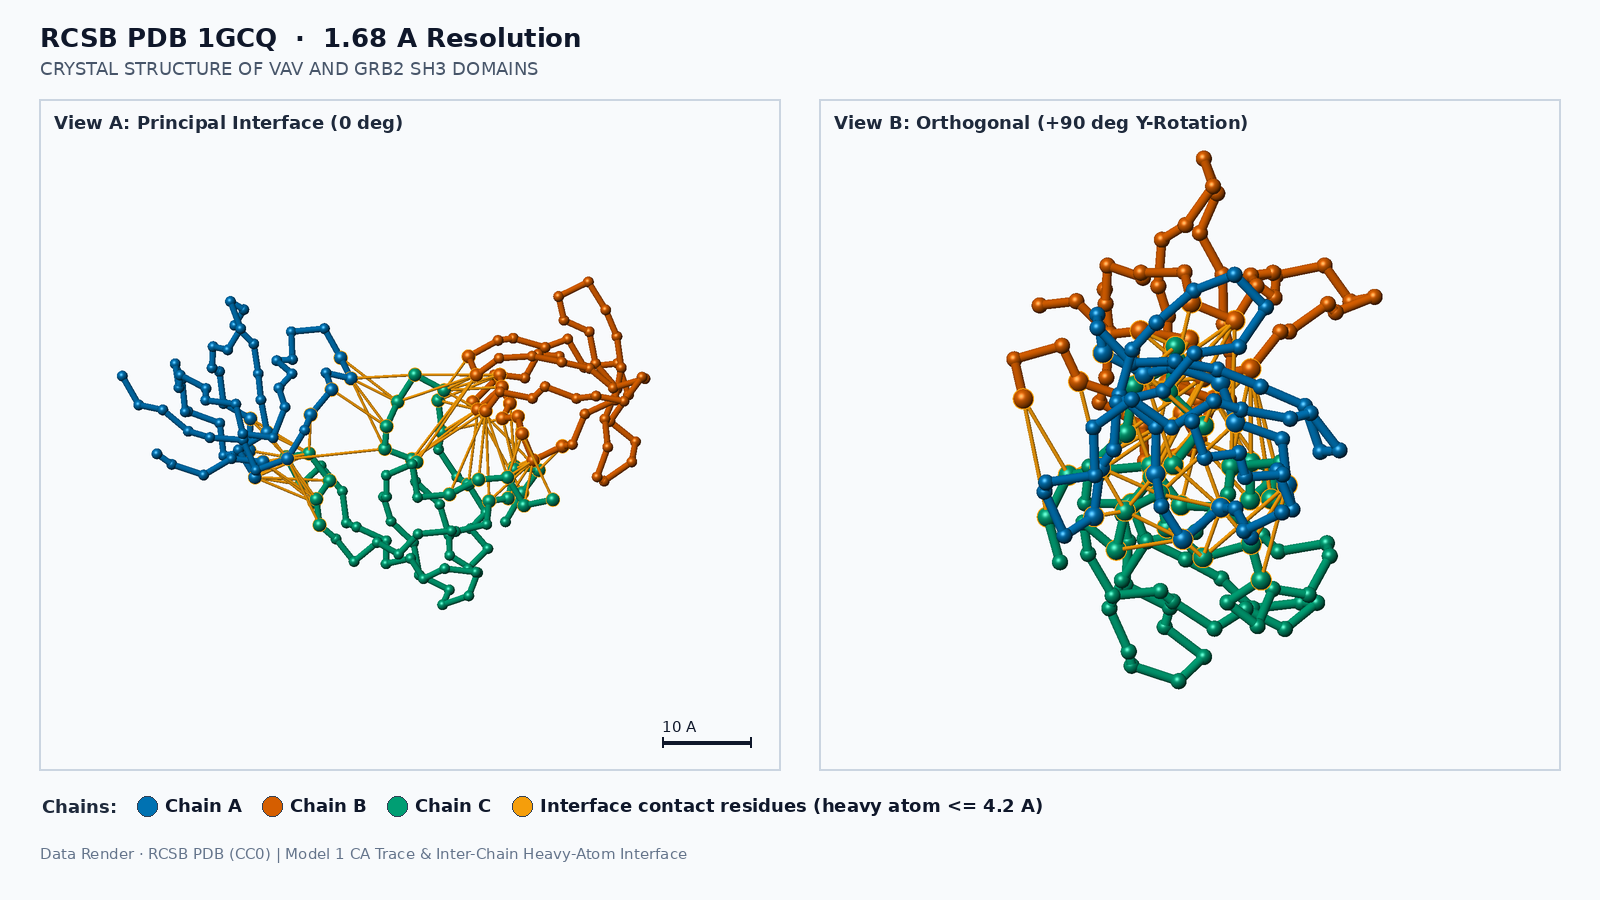 RCSB PDB 1GCQ · 1.68 A Resolution
CRYSTAL STRUCTURE OF VAV AND GRB2 SH3 DOMAINS
View A: Principal Interface (0 deg)
View B: Orthogonal (+90 deg Y-Rotation)
10 A
Chains: Chain A Chain B Chain C Interface contact residues (heavy atom <= 4.2 A)
Data Render · RCSB PDB (CC0) | Model 1 CA Trace & Inter-Chain Heavy-Atom Interface